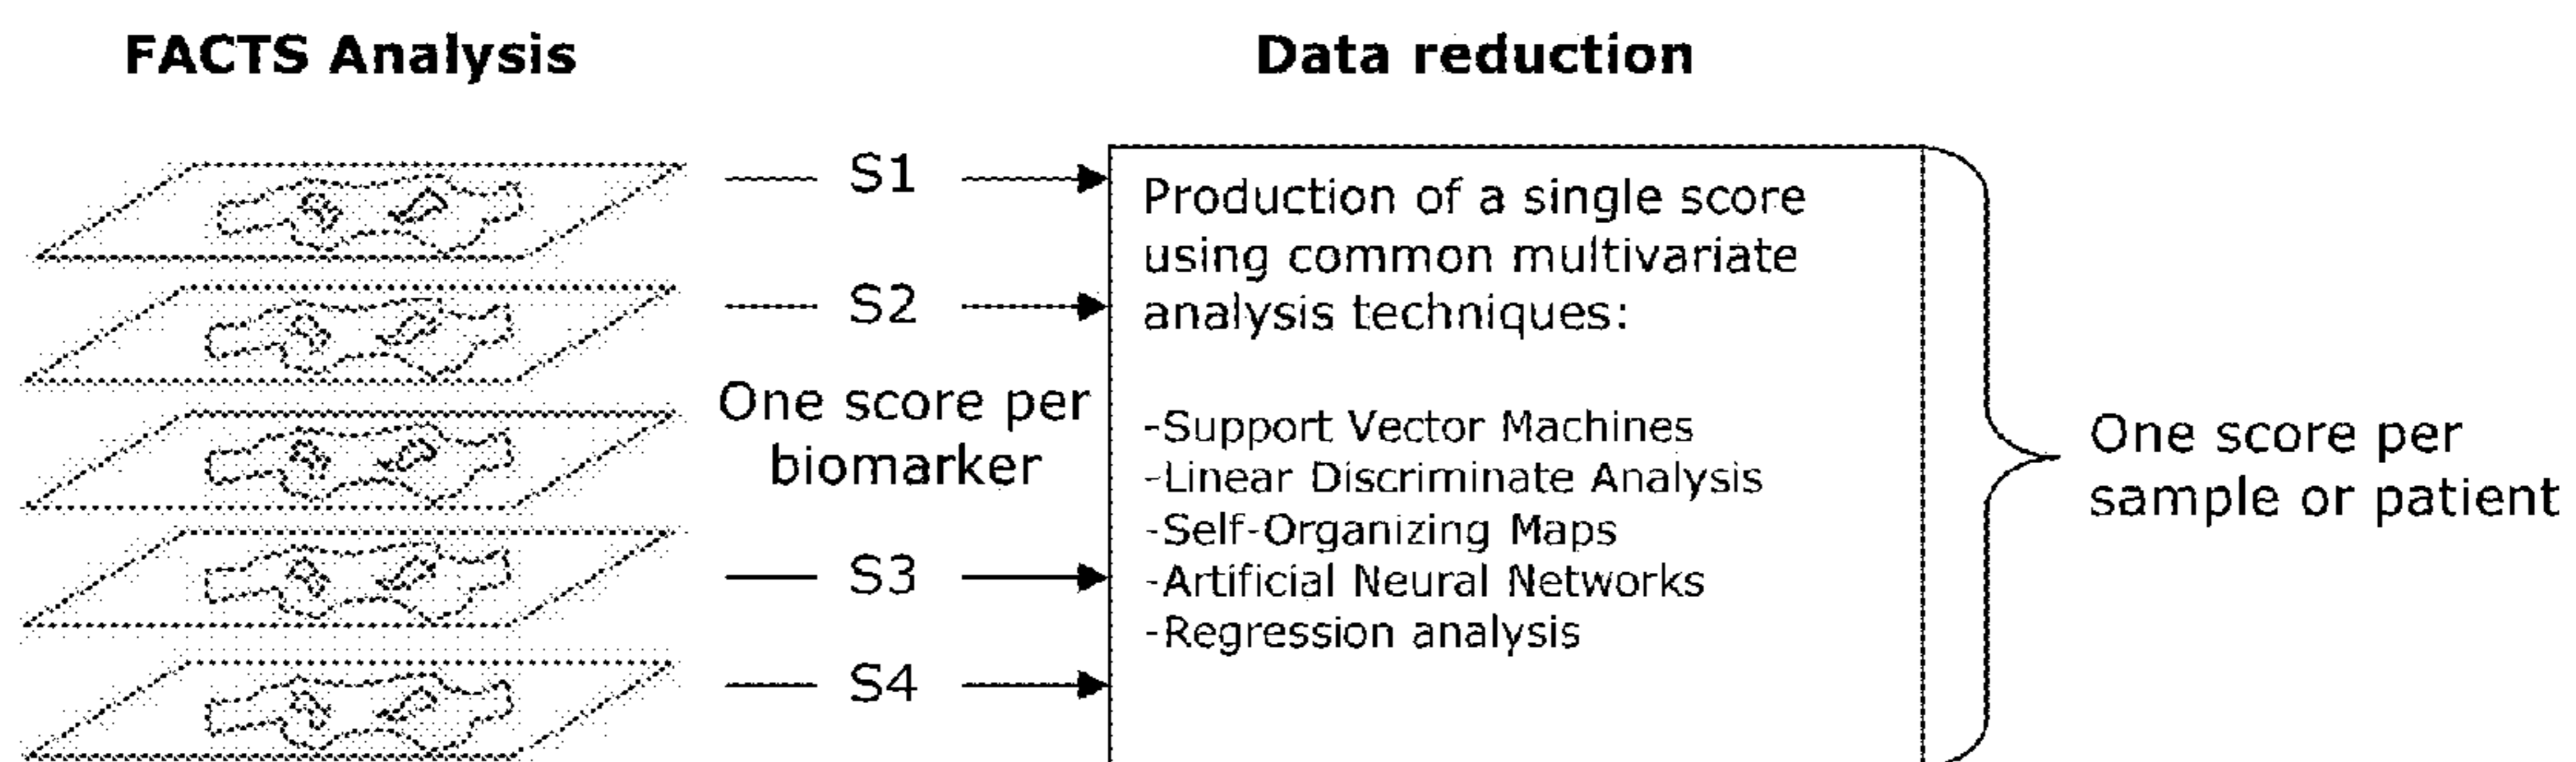 FACTS Analysis
Data reduction
S1
S2
One score per
biomarker
S3
S4
Production of a single score
using common multivariate
analysis techniques:
-Support Vector Machines
-Linear Discriminate Analysis
-Self-Organizing Maps
-Artificial Neural Networks
-Regression analysis
One score per
sample or patient